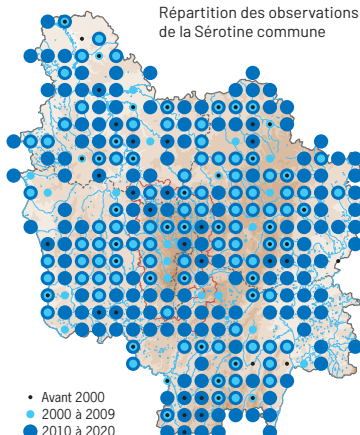 Répartition des observations
de la Sérotine commune
Avant 2000
2000 à 2009
2010 à 2020